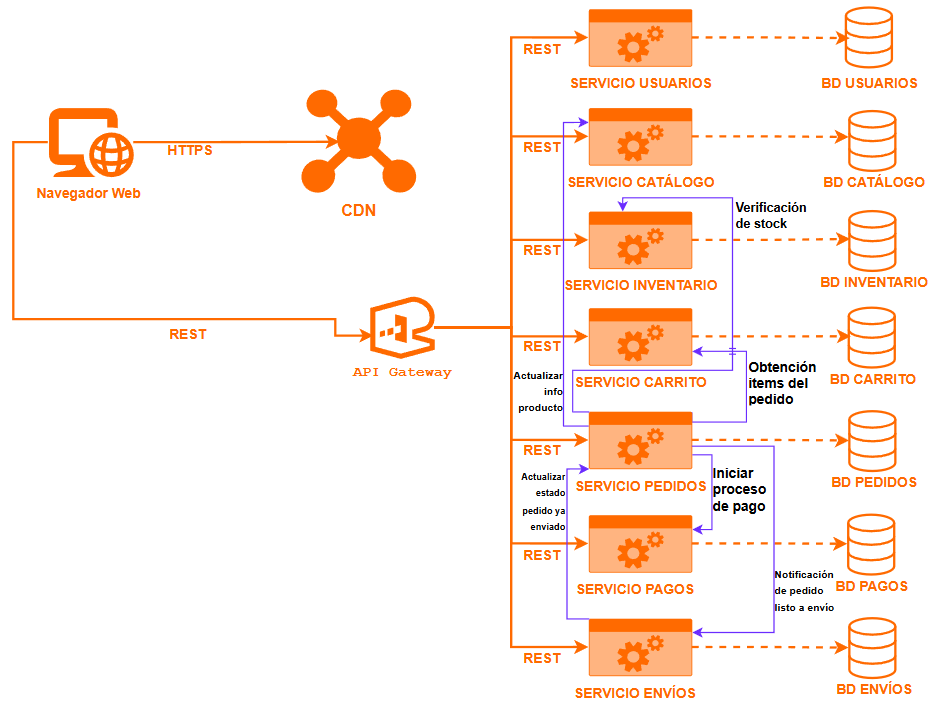 REST
SERVICIO USUARIOS
BD USUARIOS
Navegador Web
HTTPS
CDN
REST
SERVICIO CATÁLOGO
BD CATÁLOGO
Verificación
de stock
REST
SERVICIO INVENTARIO
BD INVENTARIO
REST
API Gateway
REST
SERVICIO CARRITO
BD CARRITO
Actualizar
info
producto
Obtención
items del
pedido
REST
SERVICIO PEDIDOS
BD PEDIDOS
Actualizar
estado
pedido ya
enviado
Iniciar
proceso
de pago
REST
SERVICIO PAGOS
BD PAGOS
Notificación
de pedido
listo a envío
REST
SERVICIO ENVÍOS
BD ENVÍOS